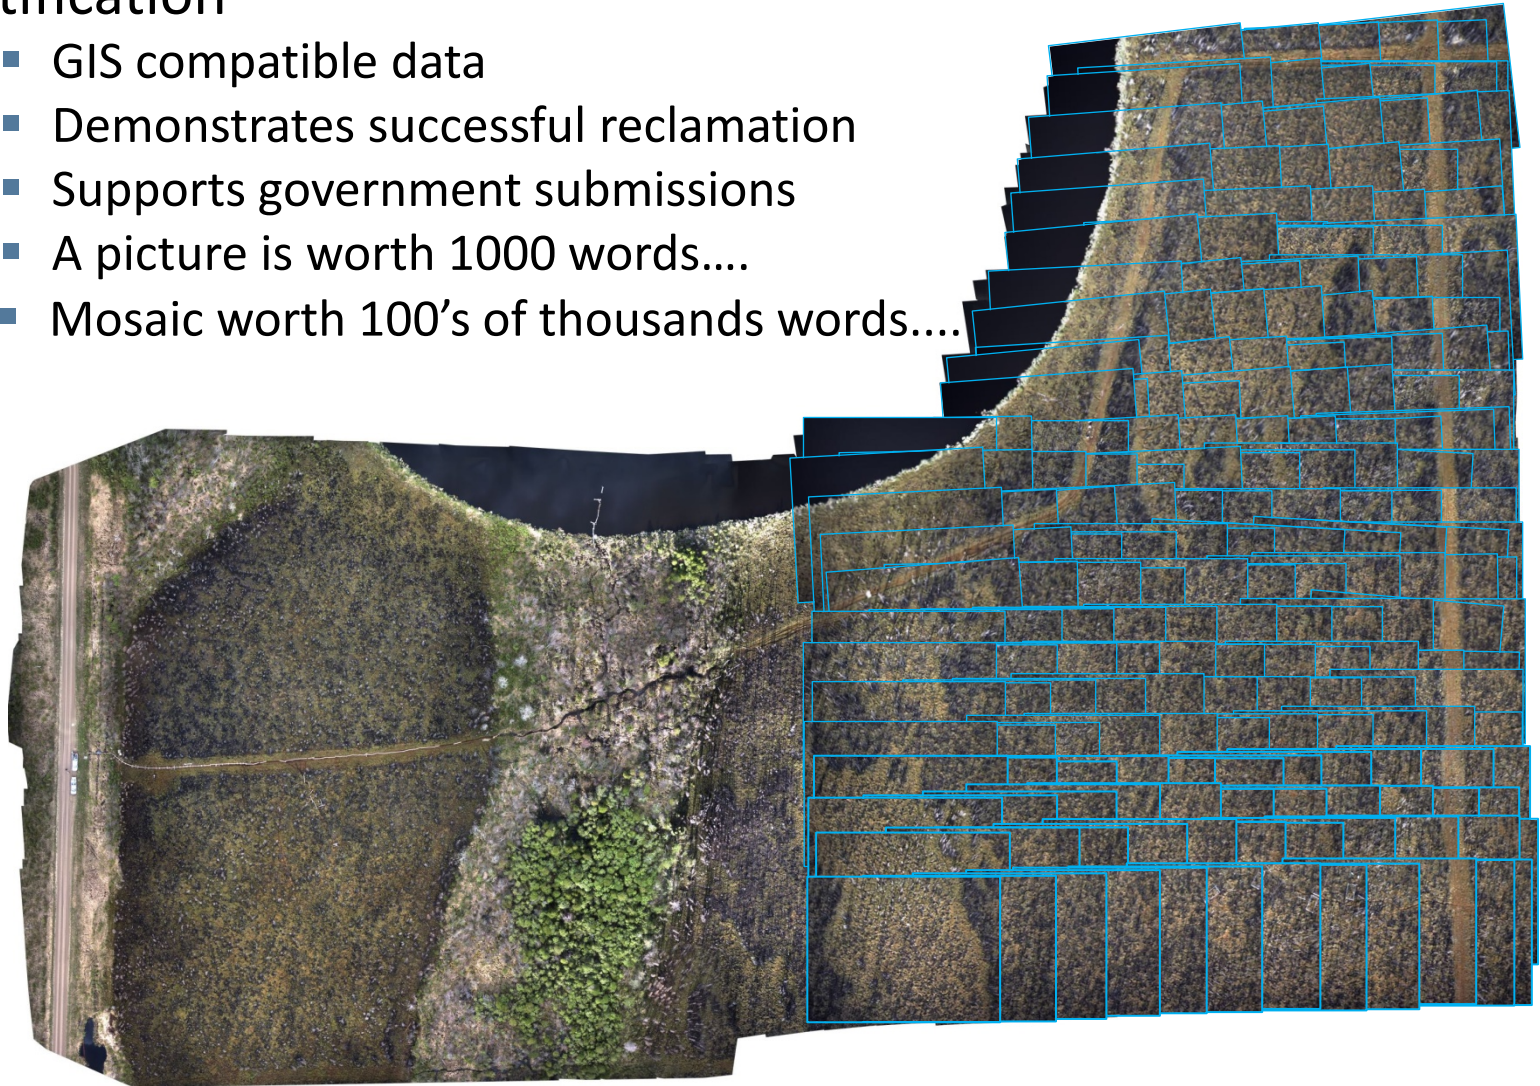 GIS compatible data
Demonstrates successful reclamation
Supports government submissions
A picture is worth 1000 words….
Mosaic worth 100’s of thousands words....